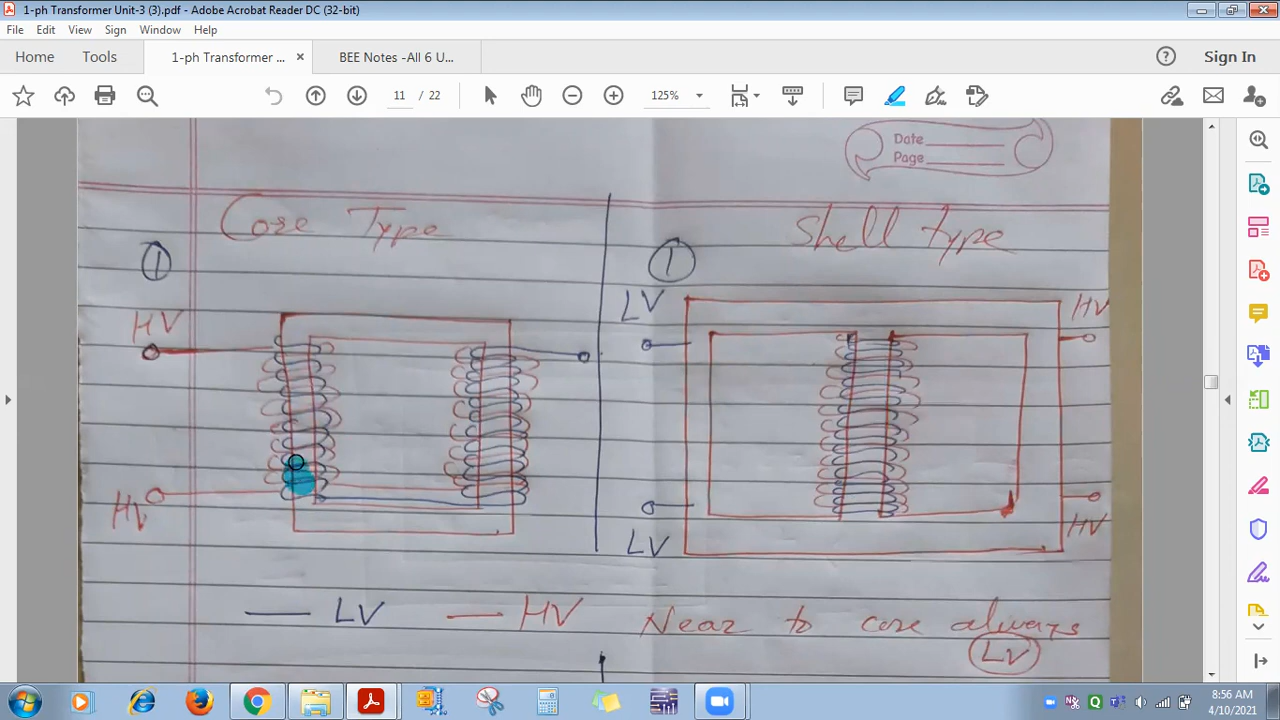 1-ph Transformer Unit-3 (3).pdf - Adobe Acrobat Reader DC (32-bit)
File Edit View Sign Window Help
Home Tools 1-ph Transformer ... × BEE Notes -All 6 U... Sign In
11 / 22 125%
Date
Page
Core Type Shell type
1 1
LV HV
HV
HV HV
LV
LV HV Near to core always
LV
8:56 AM
4/10/2021